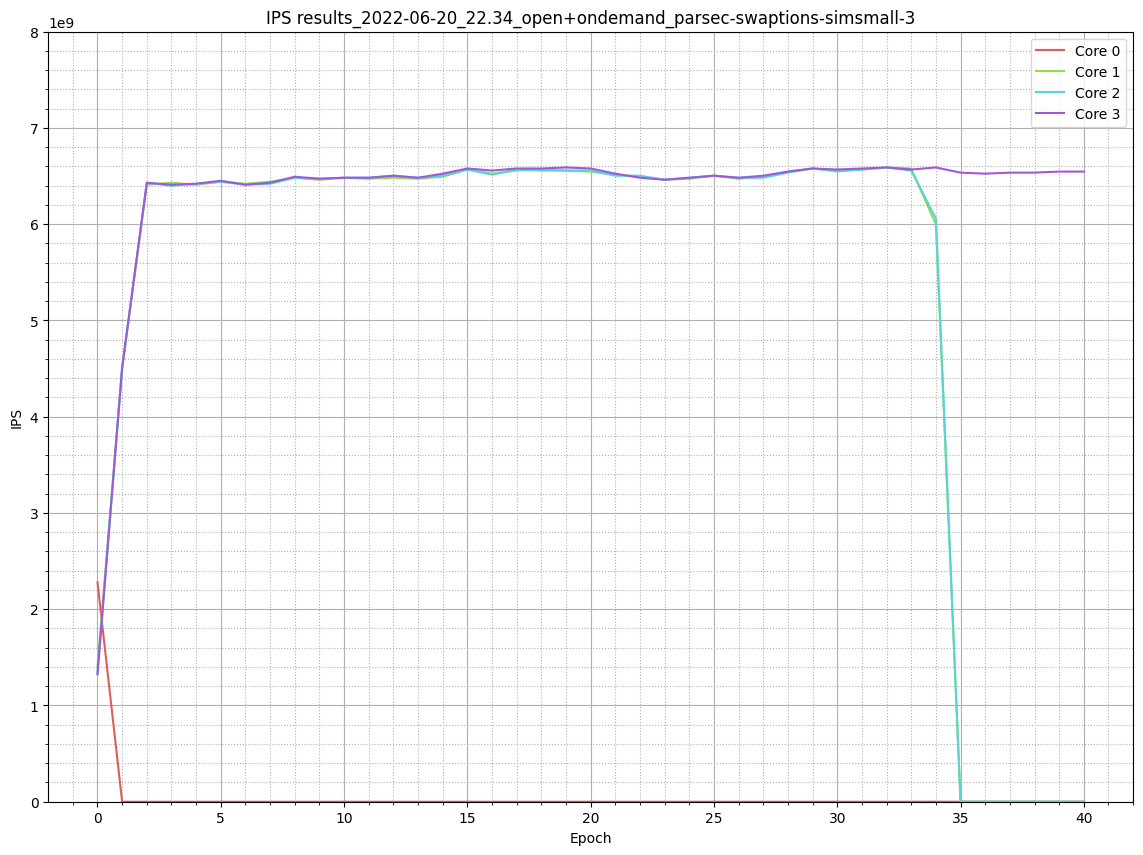 IPS results_2022-06-20_22.34_open+ondemand_parsec-swaptions-simsmall-3
1e9
Core 0
Core 1
Core 2
Core 3
8
7
6
5
4
3
2
1
0
IPS
0 5 10 15 20 25 30 35 40
Epoch